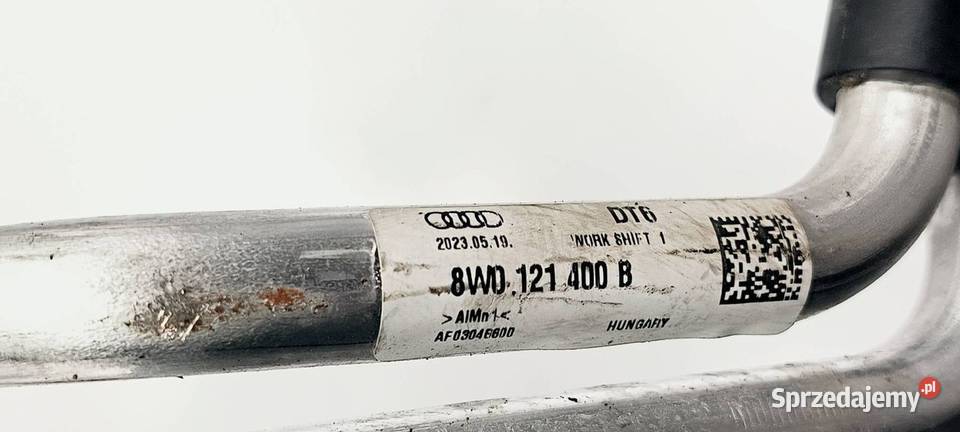 DT6
2023.05.19. WORK SHIFT 1
8W0.121 400 B
>AlMn1<
AF03046600 HUNGARY
Sprzedajemy.pl